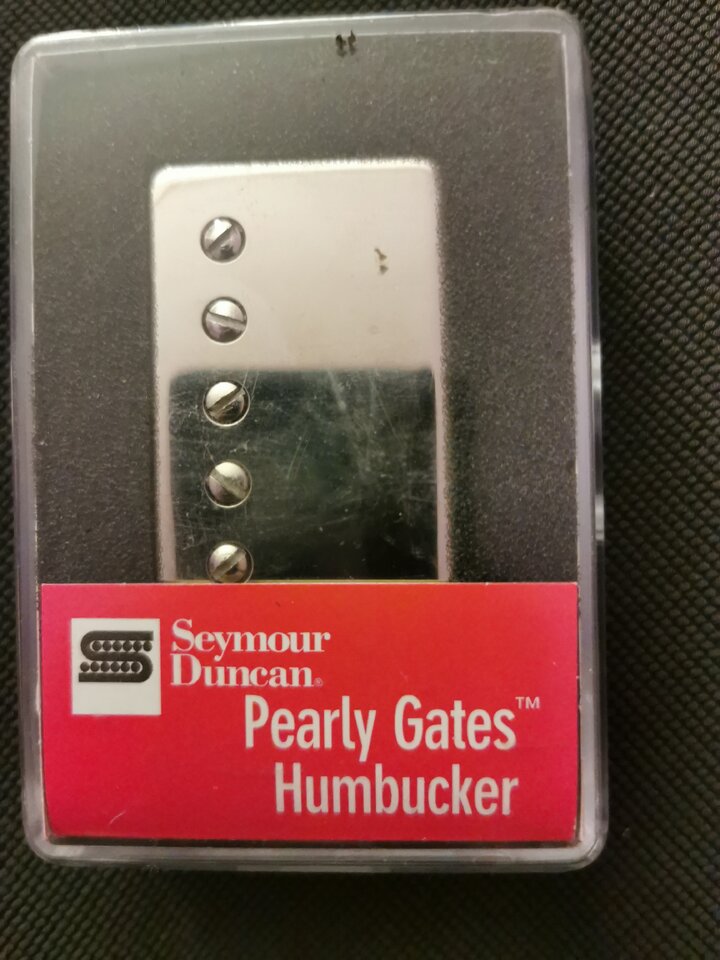 Seymour
Duncan®
Pearly Gates™
Humbucker